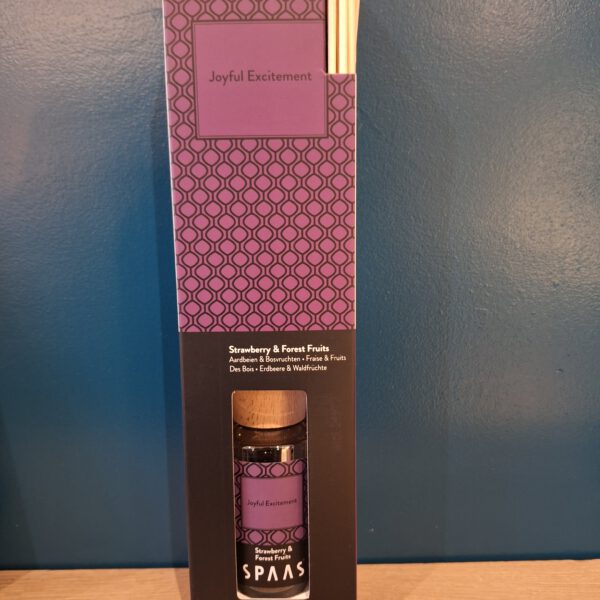 Joyful Excitement
Strawberry & Forest Fruits
Aardbeien & Bosvruchten • Fraise & Fruits
Des Bois • Erdbeere & Waldfrüchte
Joyful Excitement
Strawberry &
Forest Fruits
SPAAS